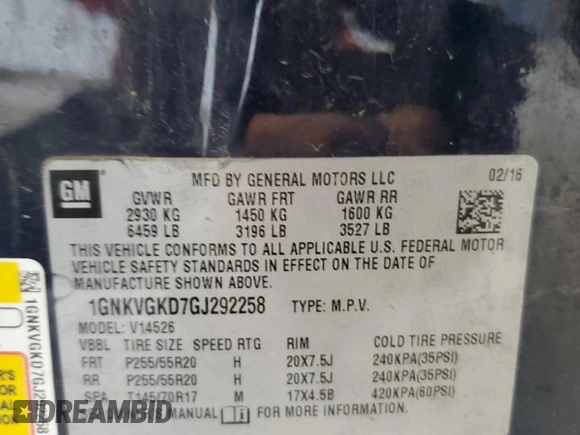 GM
MFD BY GENERAL MOTORS LLC 02/16
GVWR GAWR FRT GAWR RR
2930 KG 1450 KG 1600 KG
6459 LB 3196 LB 3527 LB
THIS VEHICLE CONFORMS TO ALL APPLICABLE U.S. FEDERAL MOTOR
VEHICLE SAFETY STANDARDS IN EFFECT ON THE DATE OF
MANUFACTURE SHOWN ABOVE.
1GNKVGKD7GJ292258 TYPE: M.P.V.
MODEL: V14526
VBBL TIRE SIZE SPEED RTG RIM COLD TIRE PRESSURE
FRT P255/55R20 H 20X7.5J 240KPA(35PSI)
RR P255/55R20 H 20X7.5J 240KPA(35PSI)
SPA T145/70R17 M 17X4.5B 420KPA(60PSI)
MANUAL FOR MORE INFORMATION
1GNKVGKD7GJ292258
DREAMBID